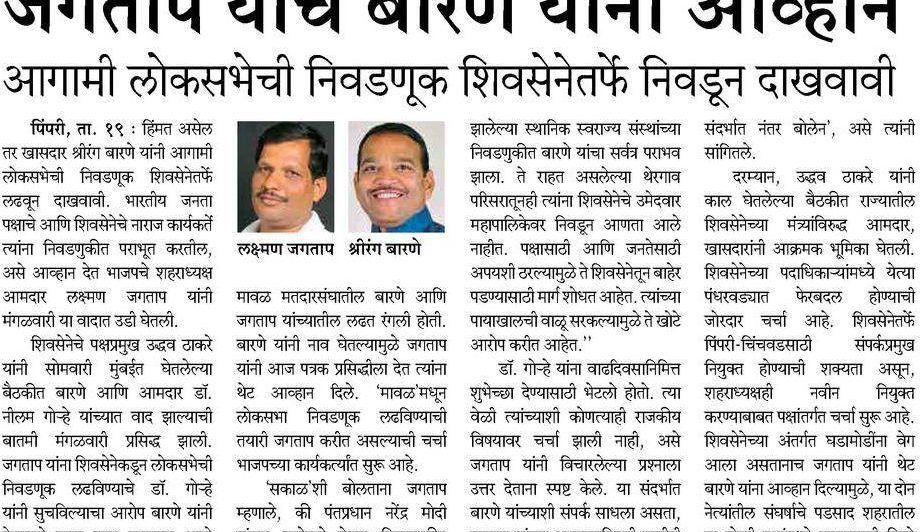 जगताप यांचे बारणे यांना आव्हान
आगामी लोकसभेची निवडणूक शिवसेनेतर्फे निवडून दाखवावी
पिंपरी, ता. १९ : हिंमत असेल
तर खासदार श्रीरंग बारणे यांनी आगामी
लोकसभेची निवडणूक शिवसेनेतर्फे
लढवून दाखवावी. भारतीय जनता
पक्षाचे आणि शिवसेनेचे नाराज कार्यकर्ते
त्यांना निवडणुकीत पराभूत करतील,
असे आव्हान देत भाजपचे शहराध्यक्ष
आमदार लक्ष्मण जगताप यांनी
मंगळवारी या वादात उडी घेतली.
शिवसेनेचे पक्षप्रमुख उद्धव ठाकरे
यांनी सोमवारी मुंबईत घेतलेल्या
बैठकीत बारणे आणि आमदार डॉ.
नीलम गोऱ्हे यांच्यात वाद झाल्याची
बातमी मंगळवारी प्रसिद्ध झाली.
जगताप यांना शिवसेनेकडून लोकसभेची
निवडणूक लढविण्याचे डॉ. गोऱ्हे
यांनी सुचविल्याचा आरोप बारणे यांनी
लक्ष्मण जगताप श्रीरंग बारणे
मावळ मतदारसंघातील बारणे आणि
जगताप यांच्यातील लढत रंगली होती.
बारणे यांनी नाव घेतल्यामुळे जगताप
यांनी आज पत्रक प्रसिद्धीला देत त्यांना
थेट आव्हान दिले. 'मावळ'मधून
लोकसभा निवडणूक लढविण्याची
तयारी जगताप करीत असल्याची चर्चा
भाजपच्या कार्यकर्त्यांत सुरू आहे.
'सकाळ'शी बोलताना जगताप
म्हणाले, की पंतप्रधान नरेंद्र मोदी
झालेल्या स्थानिक स्वराज्य संस्थांच्या
निवडणुकीत बारणे यांचा सर्वत्र पराभव
झाला. ते राहत असलेल्या थेरगाव
परिसरातूनही त्यांना शिवसेनेचे उमेदवार
महापालिकेवर निवडून आणता आले
नाहीत. पक्षासाठी आणि जनतेसाठी
अपयशी ठरल्यामुळे ते शिवसेनेतून बाहेर
पडण्यासाठी मार्ग शोधत आहेत. त्यांच्या
पायाखालची वाळू सरकल्यामुळे ते खोटे
आरोप करीत आहेत.''
डॉ. गोऱ्हे यांना वाढदिवसानिमित्त
शुभेच्छा देण्यासाठी भेटलो होतो. त्या
वेळी त्यांच्याशी कोणत्याही राजकीय
विषयावर चर्चा झाली नाही, असे
जगताप यांनी विचारलेल्या प्रश्नाला
उत्तर देताना स्पष्ट केले. या संदर्भात
बारणे यांच्याशी संपर्क साधला असता,
संदर्भात नंतर बोलेन', असे त्यांनी
सांगितले.
दरम्यान, उद्धव ठाकरे यांनी
काल घेतलेल्या बैठकीत राज्यातील
शिवसेनेच्या मंत्र्यांविरुद्ध आमदार,
खासदारांनी आक्रमक भूमिका घेतली.
शिवसेनेच्या पदाधिकाऱ्यांमध्ये येत्या
पंधरवड्यात फेरबदल होण्याची
जोरदार चर्चा आहे. शिवसेनेतर्फे
पिंपरी-चिंचवडसाठी संपर्कप्रमुख
नियुक्त होण्याची शक्यता असून,
शहराध्यक्षही नवीन नियुक्त
करण्याबाबत पक्षांतर्गत चर्चा सुरू आहे.
शिवसेनेच्या अंतर्गत घडामोडींना वेग
आला असतानाच जगताप यांनी थेट
बारणे यांना आव्हान दिल्यामुळे, या दोन
नेत्यांतील संघर्षाचे पडसाद शहरातील